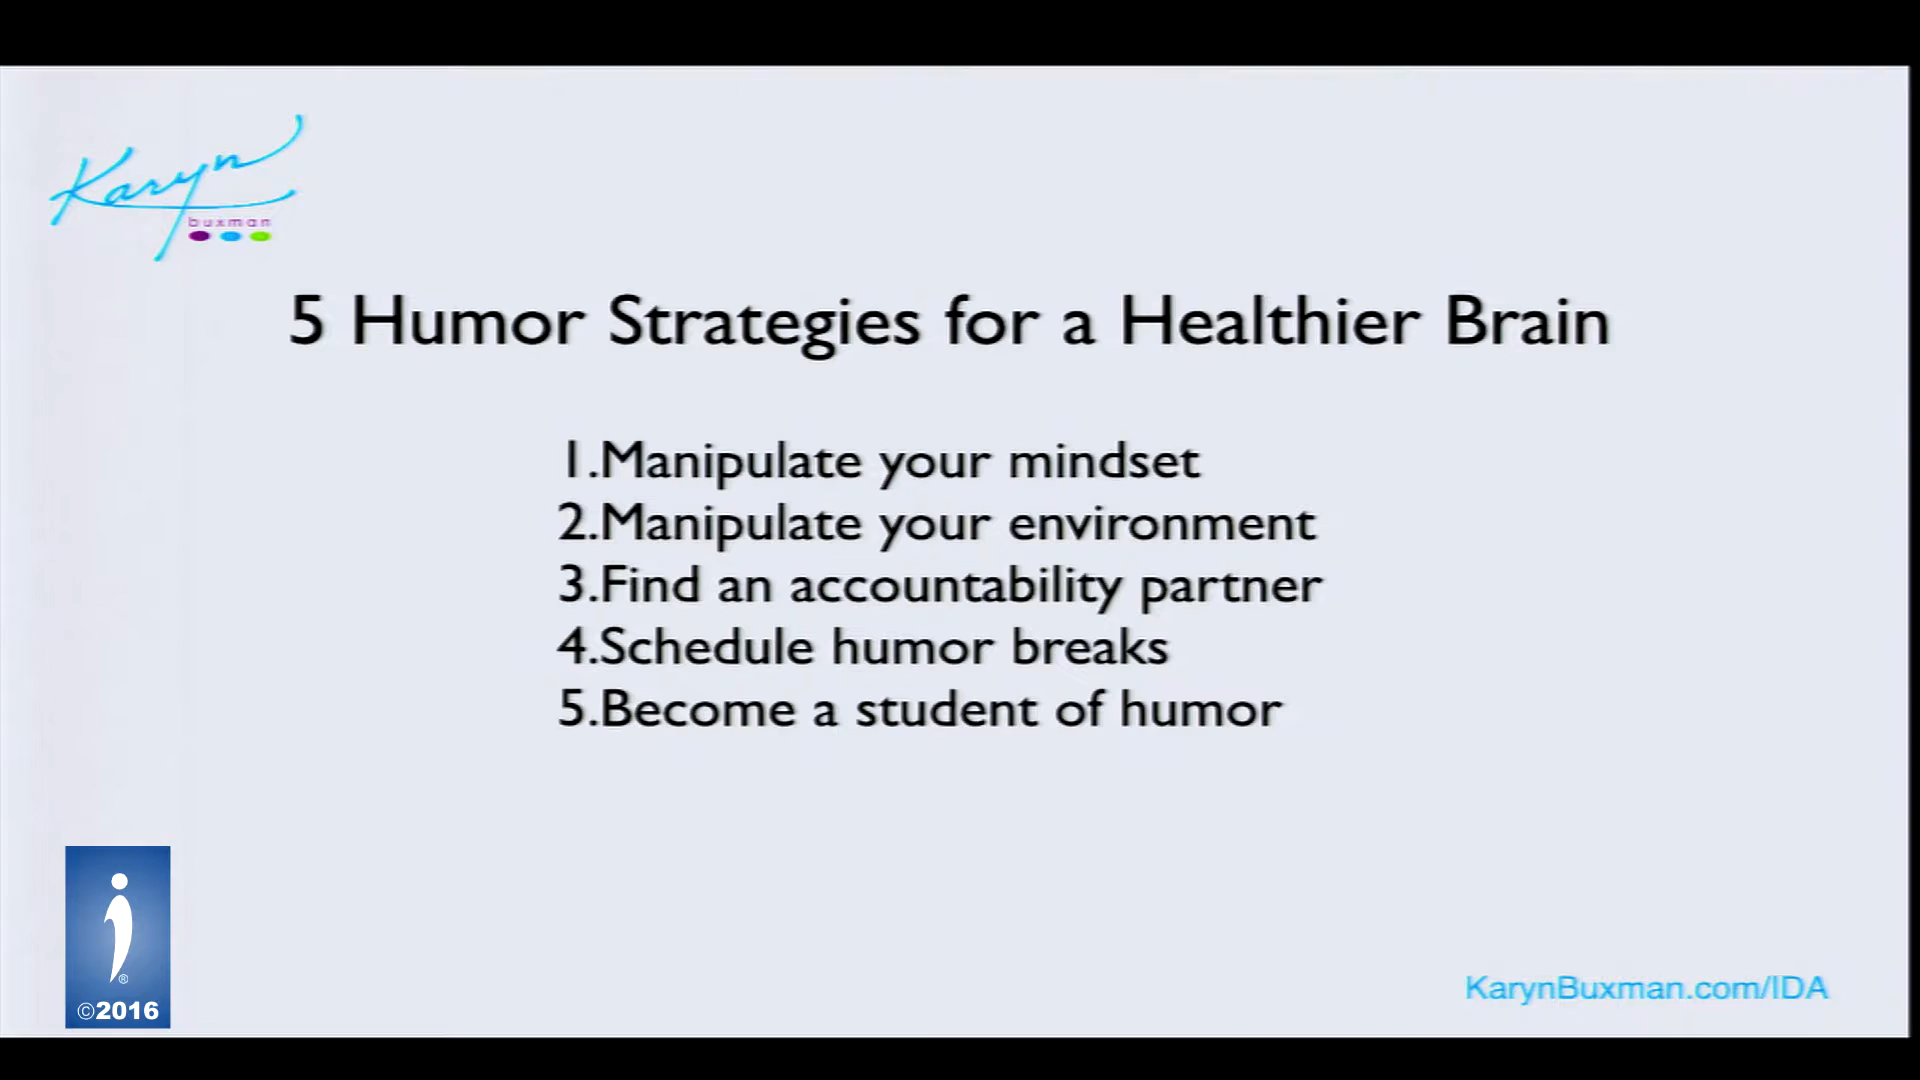 Karyn
buxman
5 Humor Strategies for a Healthier Brain
1.Manipulate your mindset
2.Manipulate your environment
3.Find an accountability partner
4.Schedule humor breaks
5.Become a student of humor
®
©2016
KarynBuxman.com/IDA